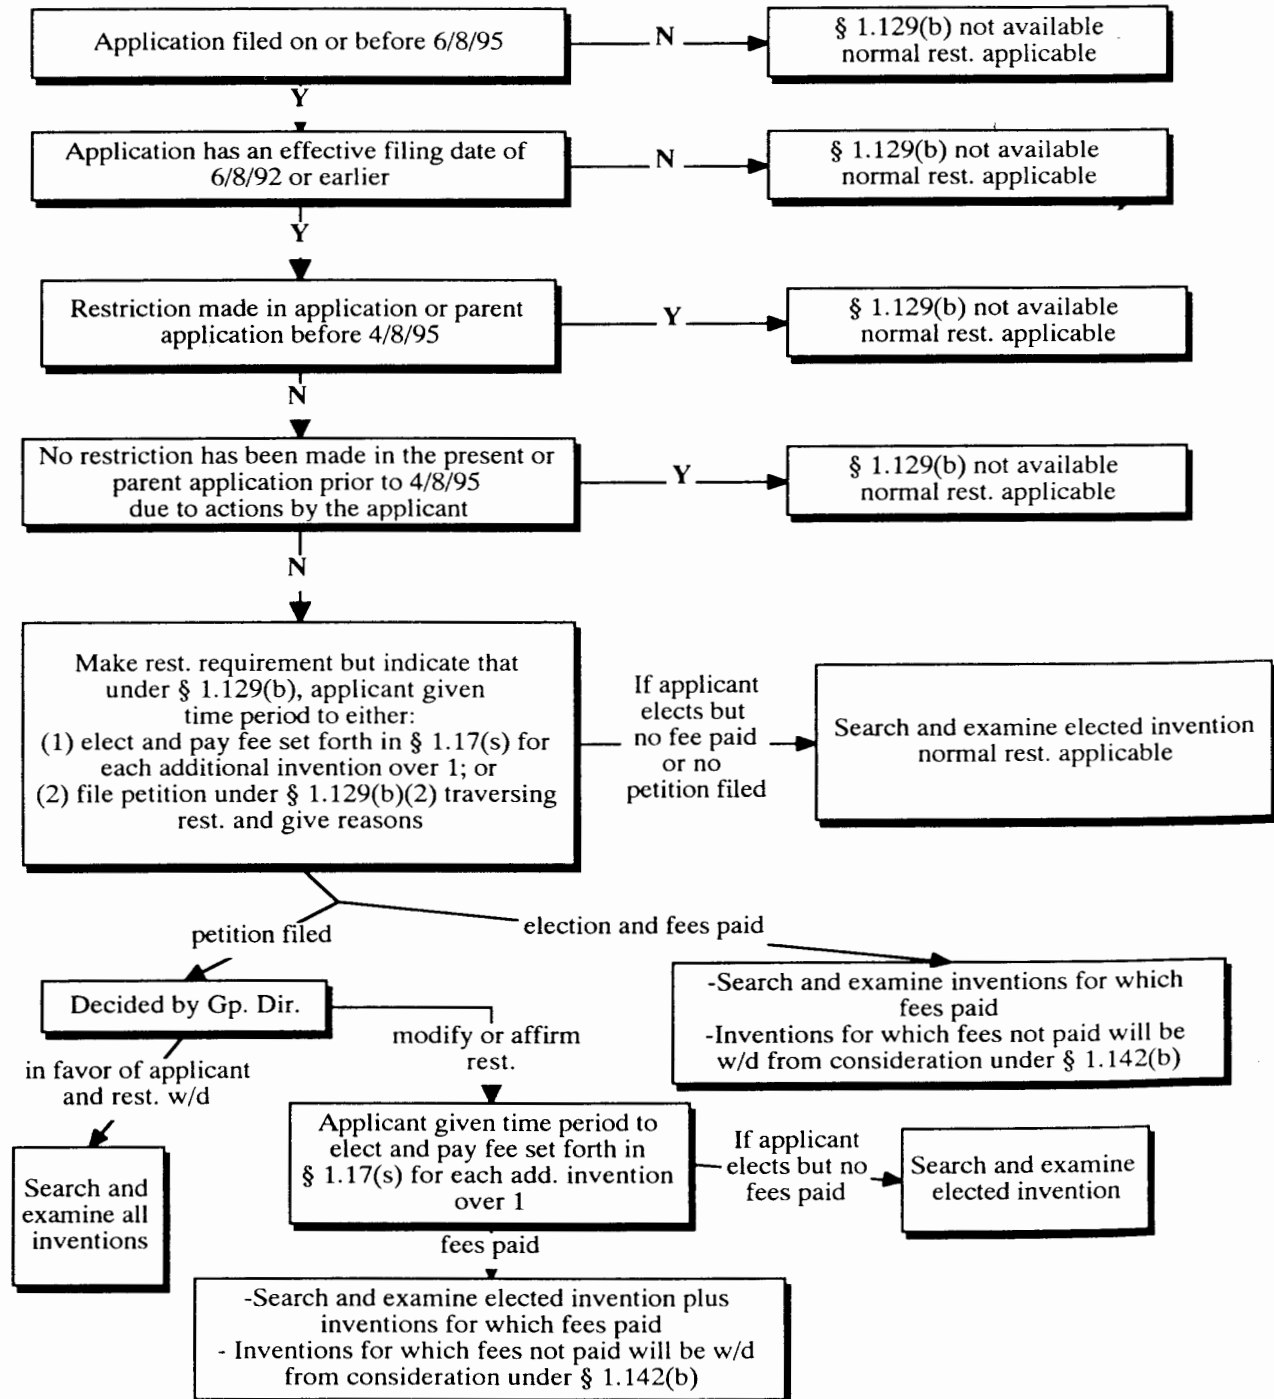 Application filed on or before 6/8/95
N
§ 1.129(b) not available
normal rest. applicable
Y
Application has an effective filing date of
6/8/92 or earlier
N
§ 1.129(b) not available
normal rest. applicable
Y
Restriction made in application or parent
application before 4/8/95
Y
§ 1.129(b) not available
normal rest. applicable
N
No restriction has been made in the present or
parent application prior to 4/8/95
due to actions by the applicant
Y
§ 1.129(b) not available
normal rest. applicable
N
Make rest. requirement but indicate that
under § 1.129(b), applicant given
time period to either:
(1) elect and pay fee set forth in § 1.17(s) for
each additional invention over 1; or
(2) file petition under § 1.129(b)(2) traversing
rest. and give reasons
If applicant
elects but
no fee paid
or no
petition filed
Search and examine elected invention
normal rest. applicable
petition filed
election and fees paid
-Search and examine inventions for which
fees paid
-Inventions for which fees not paid will be
w/d from consideration under § 1.142(b)
Decided by Gp. Dir.
in favor of applicant
and rest. w/d
modify or affirm
rest.
Search and
examine all
inventions
Applicant given time period to
elect and pay fee set forth in
§ 1.17(s) for each add. invention
over 1
If applicant
elects but no
fees paid
Search and examine
elected invention
fees paid
-Search and examine elected invention plus
inventions for which fees paid
- Inventions for which fees not paid will be w/d
from consideration under § 1.142(b)